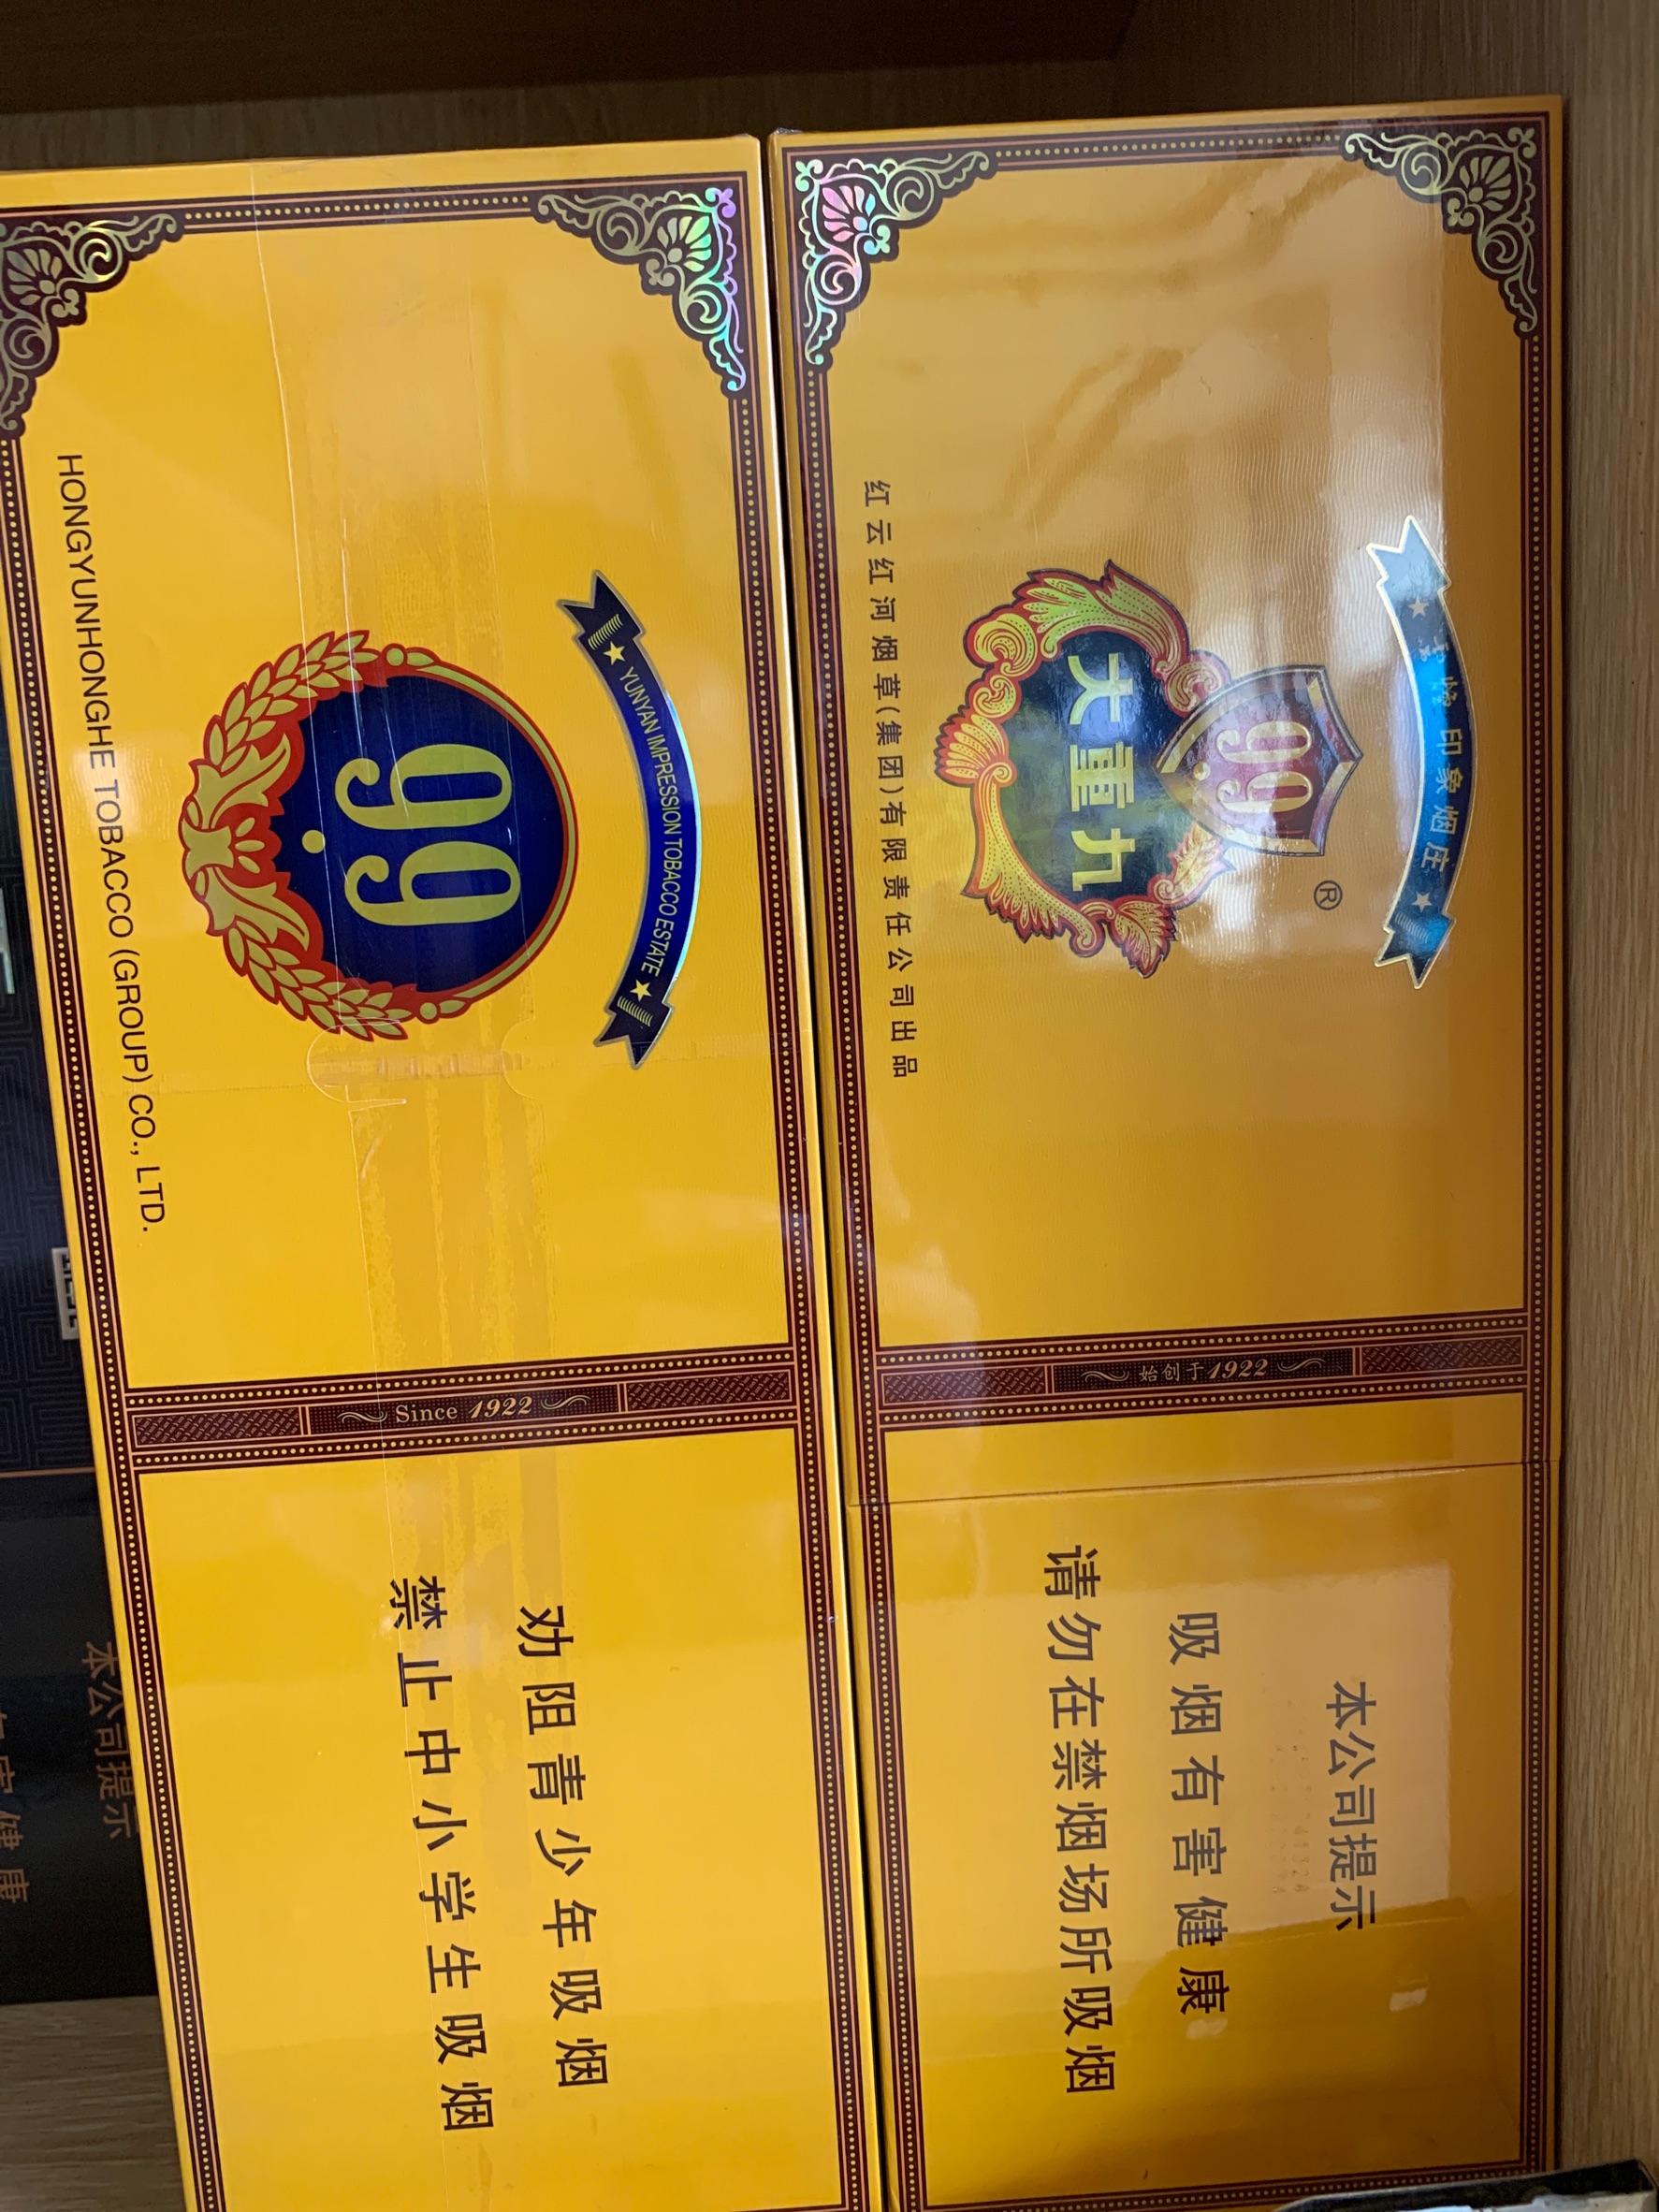 印象烟庄
99
®
大重九
红云红河烟草(集团)有限责任公司出品
始创于1922
本公司提示
吸烟有害健康
请勿在禁烟场所吸烟
★ YUNYAN IMPRESSION TOBACCO ESTATE ★
99
HONGYUNHONGHE TOBACCO (GROUP) CO., LTD.
Since 1922
劝阻青少年吸烟
禁止中小学生吸烟
本公司提示
害健康